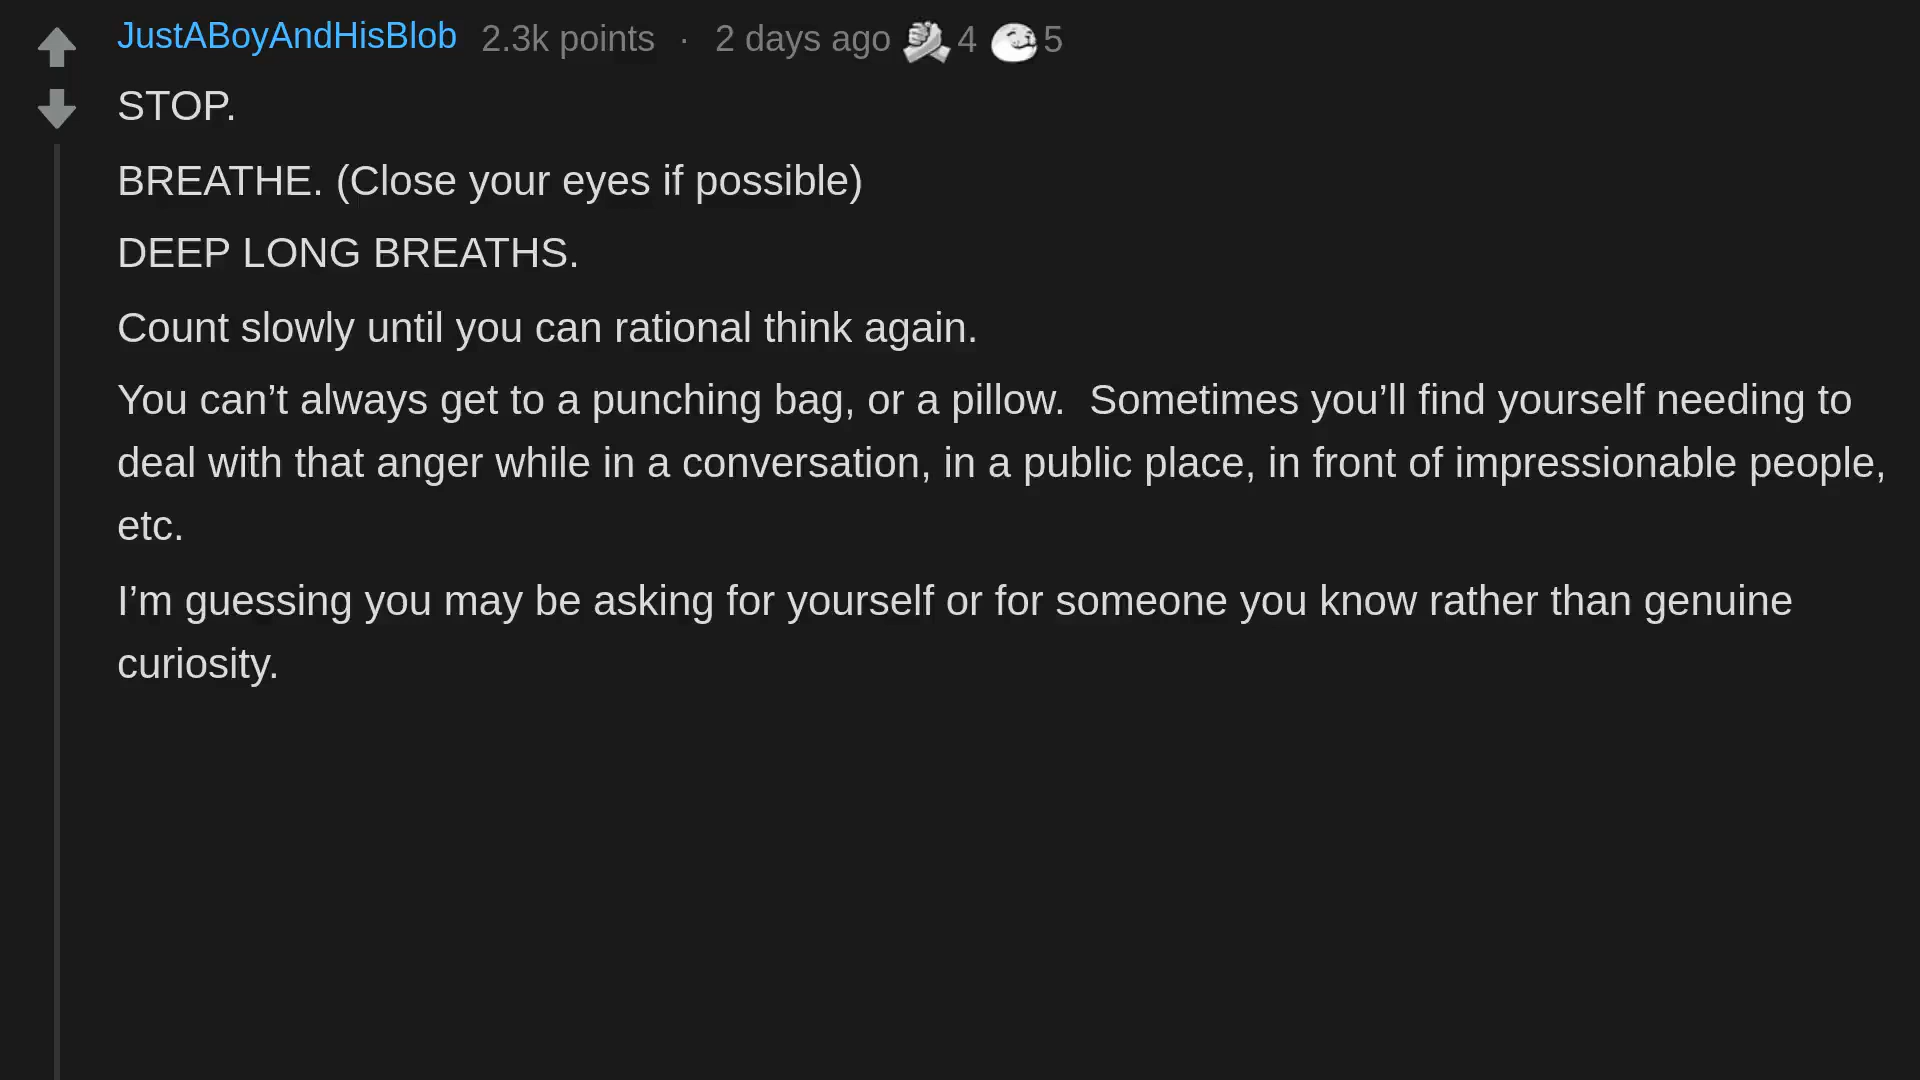 JustABoyAndHisBlob 2.3k points · 2 days ago 4 5
STOP.
BREATHE. (Close your eyes if possible)
DEEP LONG BREATHS.
Count slowly until you can rational think again.
You can’t always get to a punching bag, or a pillow.  Sometimes you’ll find yourself needing to
deal with that anger while in a conversation, in a public place, in front of impressionable people,
etc.
I’m guessing you may be asking for yourself or for someone you know rather than genuine
curiosity.